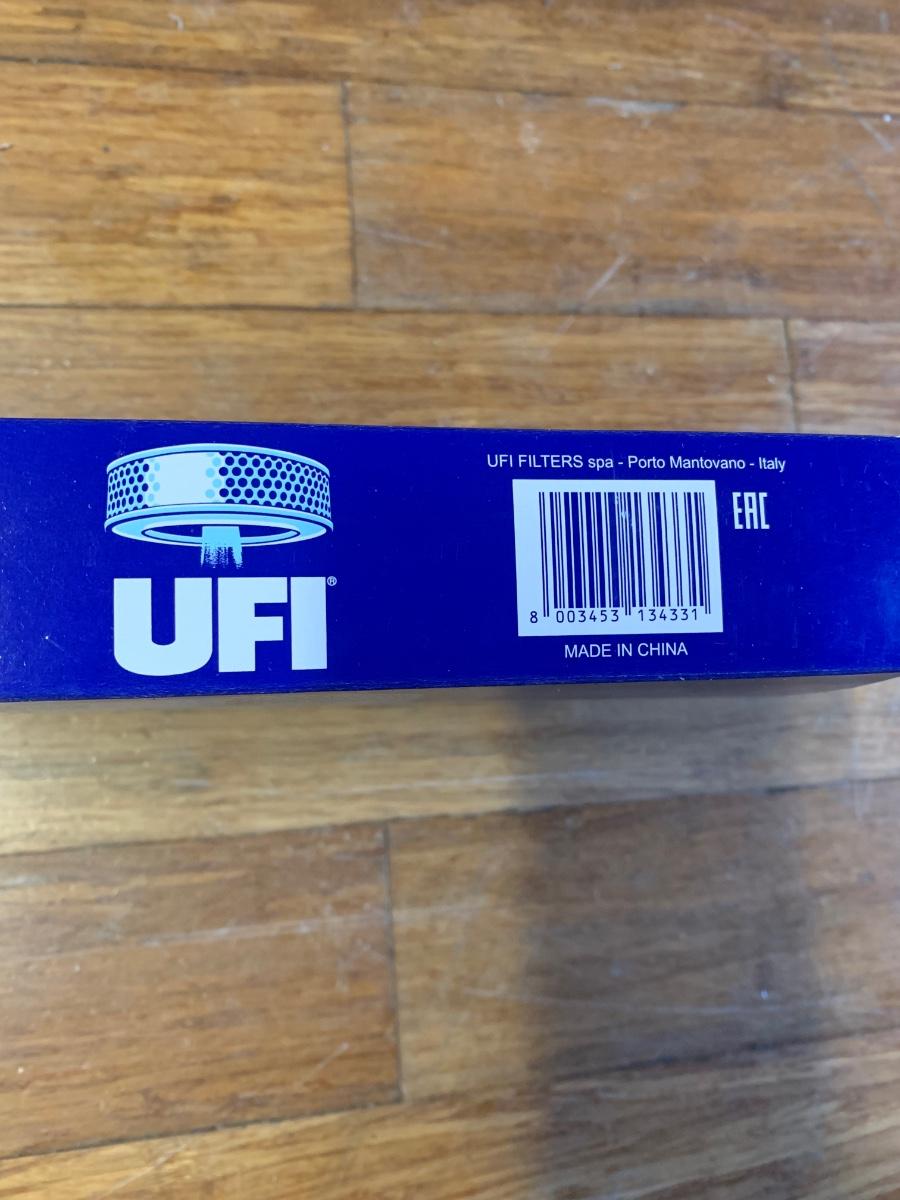 UFI FILTERS spa - Porto Mantovano - Italy
EAC
8 003453 134331
MADE IN CHINA
UFI®